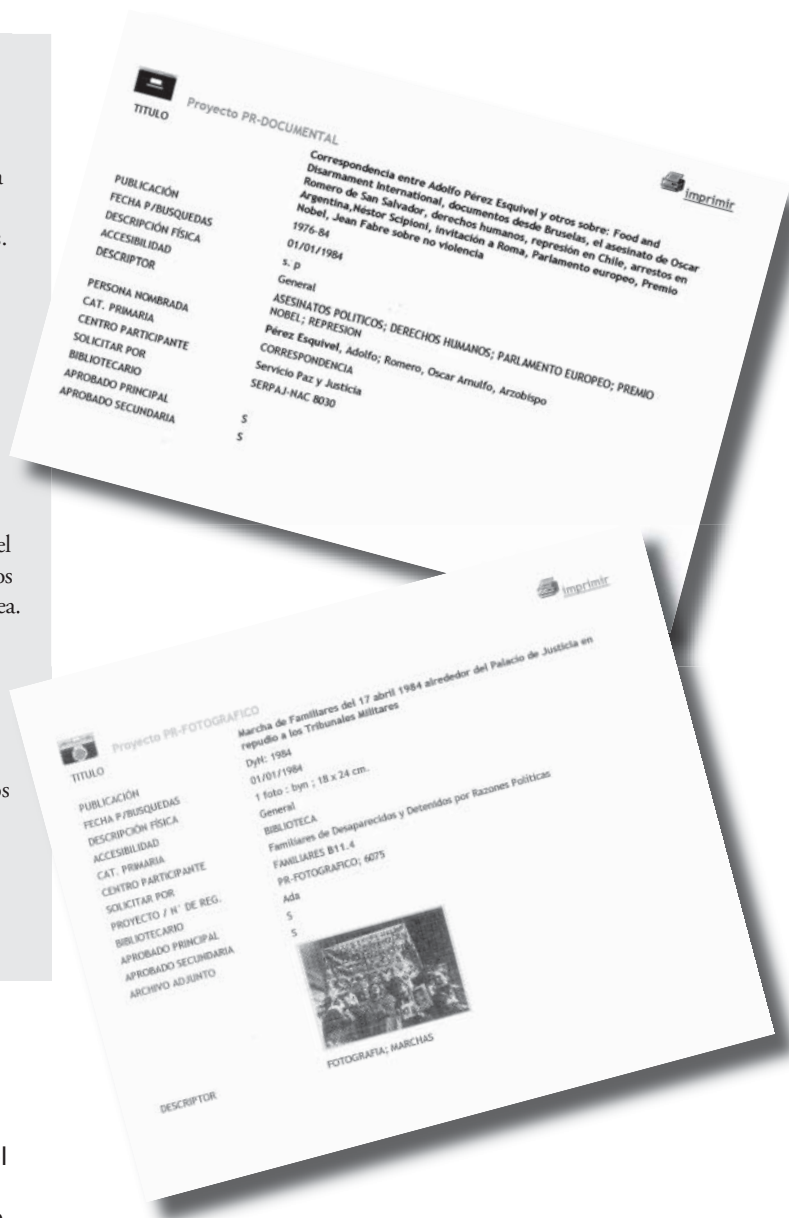 a
s.
el
os
ea.
os
l
Proyecto PR-DOCUMENTAL
imprimir
TITULO Correspondencia entre Adolfo Pérez Esquivel y otros sobre: Food and
Disarmament International, documentos desde Bruselas, el asesinato de Oscar
Romero de San Salvador, derechos humanos, represión en Chile, arrestos en
Argentina,Néstor Scipioni, invitación a Roma, Parlamento europeo, Premio
Nobel, Jean Fabre sobre no violencia
PUBLICACIÓN 1976-84
FECHA P/BUSQUEDAS 01/01/1984
DESCRIPCIÓN FÍSICA s. p
ACCESIBILIDAD General
DESCRIPTOR ASESINATOS POLITICOS; DERECHOS HUMANOS; PARLAMENTO EUROPEO; PREMIO
NOBEL; REPRESION
PERSONA NOMBRADA Pérez Esquivel, Adolfo; Romero, Oscar Arnulfo, Arzobispo
CAT. PRIMARIA CORRESPONDENCIA
CENTRO PARTICIPANTE Servicio Paz y Justicia
SOLICITAR POR SERPAJ-NAC B030
BIBLIOTECARIO
APROBADO PRINCIPAL S
APROBADO SECUNDARIA S
imprimir
Proyecto PR-FOTOGRAFICO
TITULO Marcha de Familiares del 17 abril 1984 alrededor del Palacio de Justicia en
repudio a los Tribunales Militares
PUBLICACIÓN DyN: 1984
FECHA P/BUSQUEDAS 01/01/1984
DESCRIPCIÓN FÍSICA 1 foto : byn ; 18 x 24 cm.
ACCESIBILIDAD General
CAT. PRIMARIA BIBLIOTECA
CENTRO PARTICIPANTE Familiares de Desaparecidos y Detenidos por Razones Políticas
SOLICITAR POR FAMILIARES B11.4
PROYECTO / N° DE REG. PR-FOTOGRAFICO; 6075
BIBLIOTECARIO Ada
APROBADO PRINCIPAL S
APROBADO SECUNDARIA S
ARCHIVO ADJUNTO
DESCRIPTOR FOTOGRAFIA; MARCHAS